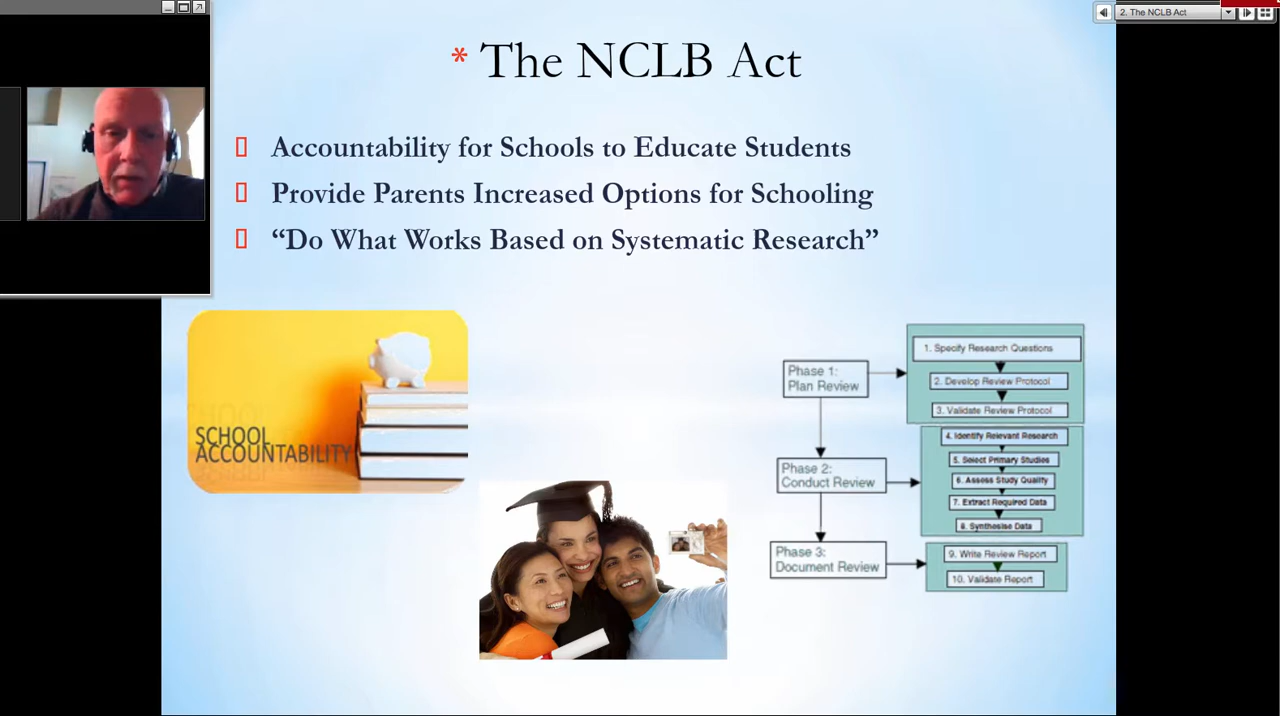 2. The NCLB Act
* The NCLB Act
Accountability for Schools to Educate Students
Provide Parents Increased Options for Schooling
“Do What Works Based on Systematic Research”
SCHOOL
SCHOOL
ACCOUNTABILITY
SCHOOL
Phase 1:
Plan Review
1. Specify Research Questions
2. Develop Review Protocol
3. Validate Review Protocol
Phase 2:
Conduct Review
4. Identify Relevant Research
5. Select Primary Studies
6. Assess Study Quality
7. Extract Required Data
8. Synthesise Data
Phase 3:
Document Review
9. Write Review Report
10. Validate Report